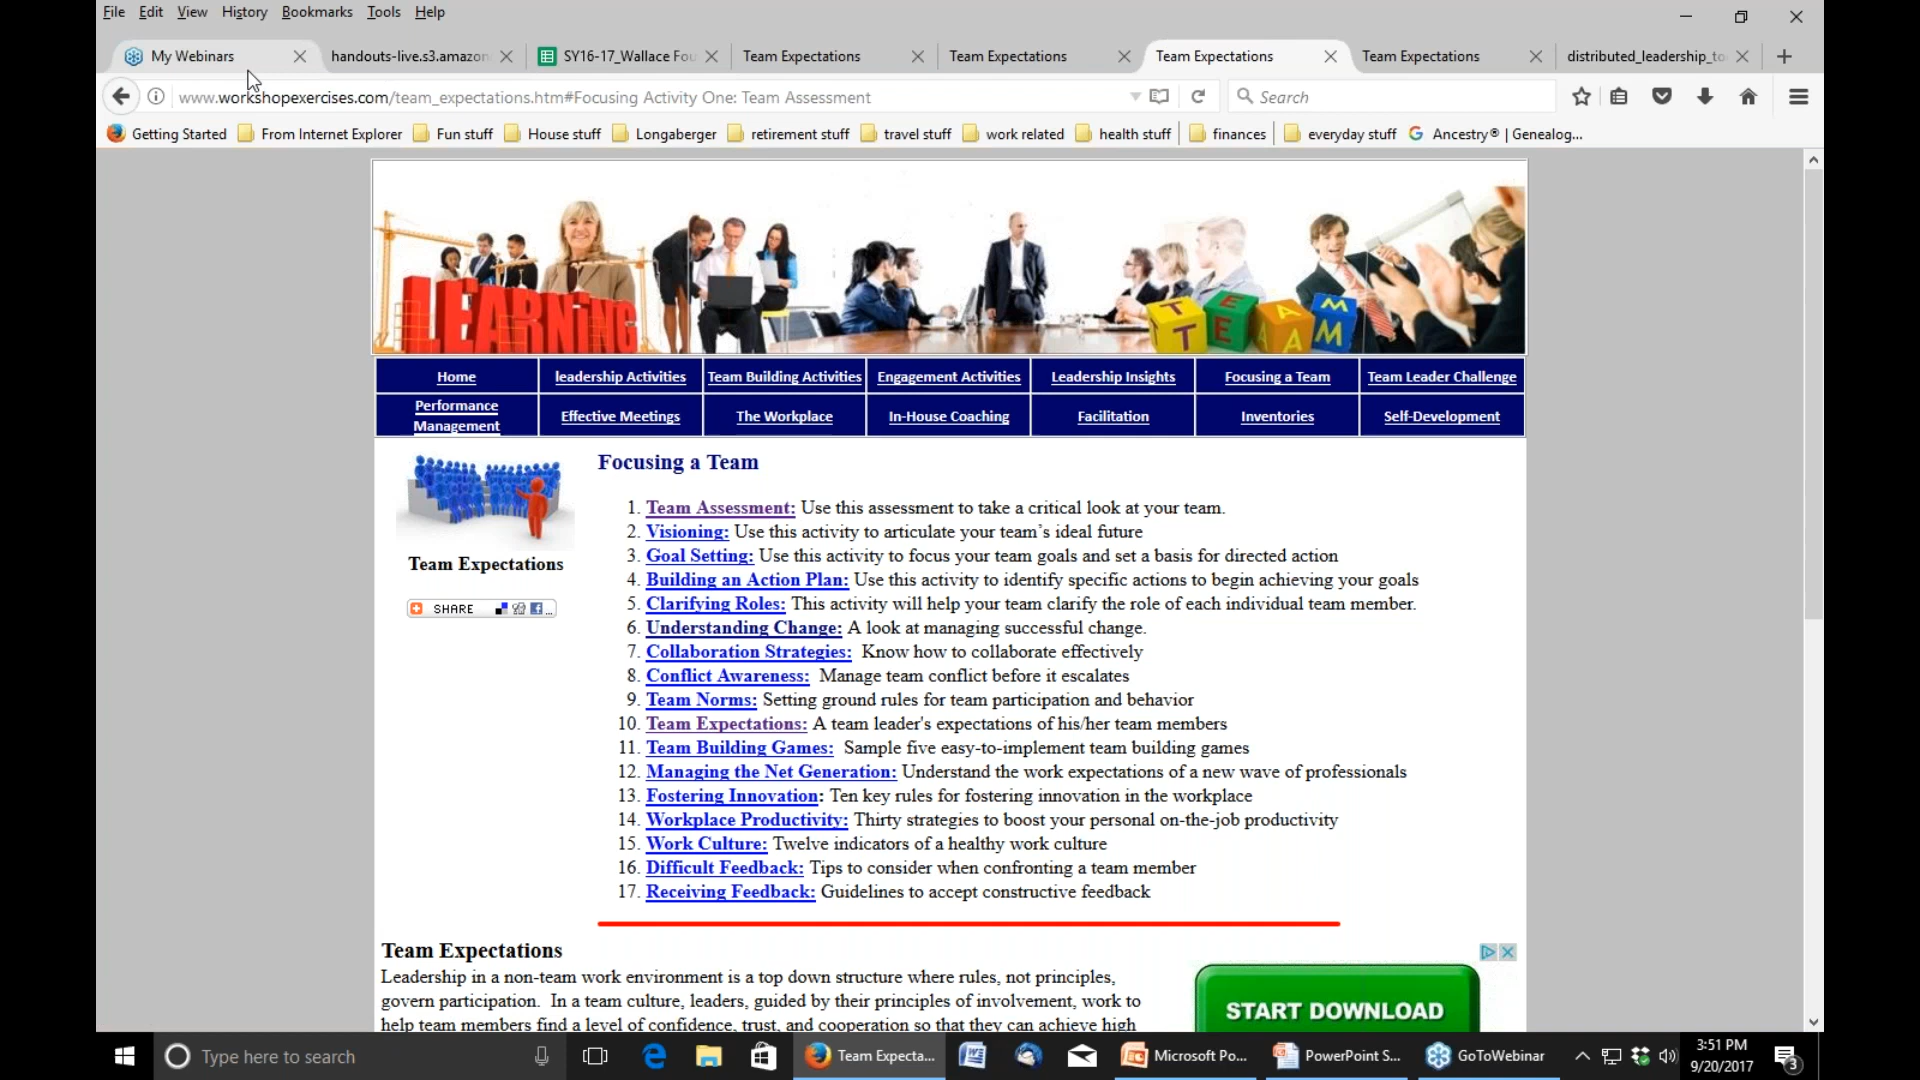 File Edit View History Bookmarks Tools Help
My Webinars
handouts-live.s3.amazon
SY16-17_Wallace Fou
Team Expectations
Team Expectations
Team Expectations
Team Expectations
distributed_leadership_to
www.workshopexercises.com/team_expectations.htm#Focusing Activity One: Team Assessment
Search
Getting Started From Internet Explorer Fun stuff House stuff Longaberger retirement stuff travel stuff work related health stuff finances everyday stuff Ancestry® | Genealog...
LEARNING
T E A M
T E A M
Home leadership Activities Team Building Activities Engagement Activities Leadership Insights Focusing a Team Team Leader Challenge
Performance Management Effective Meetings The Workplace In-House Coaching Facilitation Inventories Self-Development
Team Expectations
SHARE
Focusing a Team
1. Team Assessment: Use this assessment to take a critical look at your team.
2. Visioning: Use this activity to articulate your team’s ideal future
3. Goal Setting: Use this activity to focus your team goals and set a basis for directed action
4. Building an Action Plan: Use this activity to identify specific actions to begin achieving your goals
5. Clarifying Roles: This activity will help your team clarify the role of each individual team member.
6. Understanding Change: A look at managing successful change.
7. Collaboration Strategies: Know how to collaborate effectively
8. Conflict Awareness: Manage team conflict before it escalates
9. Team Norms: Setting ground rules for team participation and behavior
10. Team Expectations: A team leader's expectations of his/her team members
11. Team Building Games: Sample five easy-to-implement team building games
12. Managing the Net Generation: Understand the work expectations of a new wave of professionals
13. Fostering Innovation: Ten key rules for fostering innovation in the workplace
14. Workplace Productivity: Thirty strategies to boost your personal on-the-job productivity
15. Work Culture: Twelve indicators of a healthy work culture
16. Difficult Feedback: Tips to consider when confronting a team member
17. Receiving Feedback: Guidelines to accept constructive feedback
Team Expectations
Leadership in a non-team work environment is a top down structure where rules, not principles,
govern participation. In a team culture, leaders, guided by their principles of involvement, work to
help team members find a level of confidence, trust, and cooperation so that they can achieve high
START DOWNLOAD
Type here to search
Team Expecta...
Microsoft Po...
PowerPoint S...
GoToWebinar
3:51 PM
9/20/2017
3